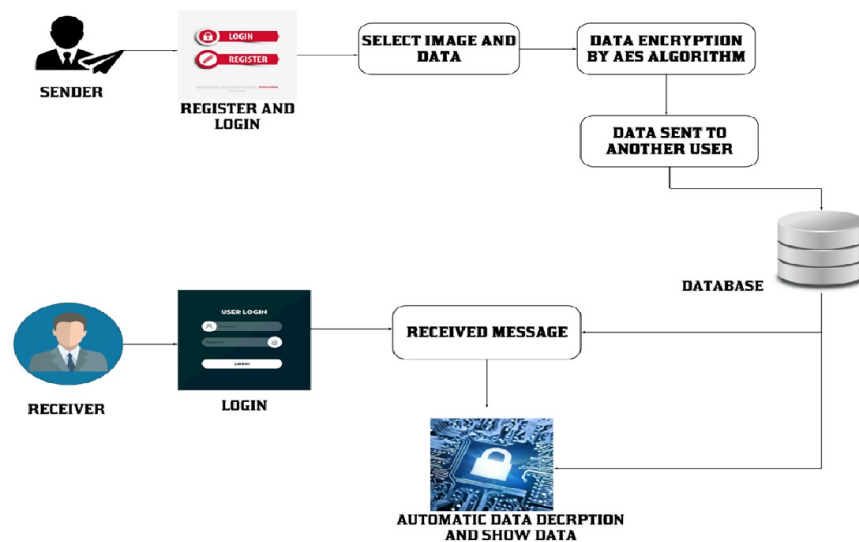 LOGIN
REGISTER
SENDER
REGISTER AND
LOGIN
SELECT IMAGE AND
DATA
DATA ENCRYPTION
BY AES ALGORITHM
DATA SENT TO
ANOTHER USER
DATABASE
USER LOGIN
LOGIN
RECEIVER
LOGIN
RECEIVED MESSAGE
AUTOMATIC DATA DECRPTION
AND SHOW DATA